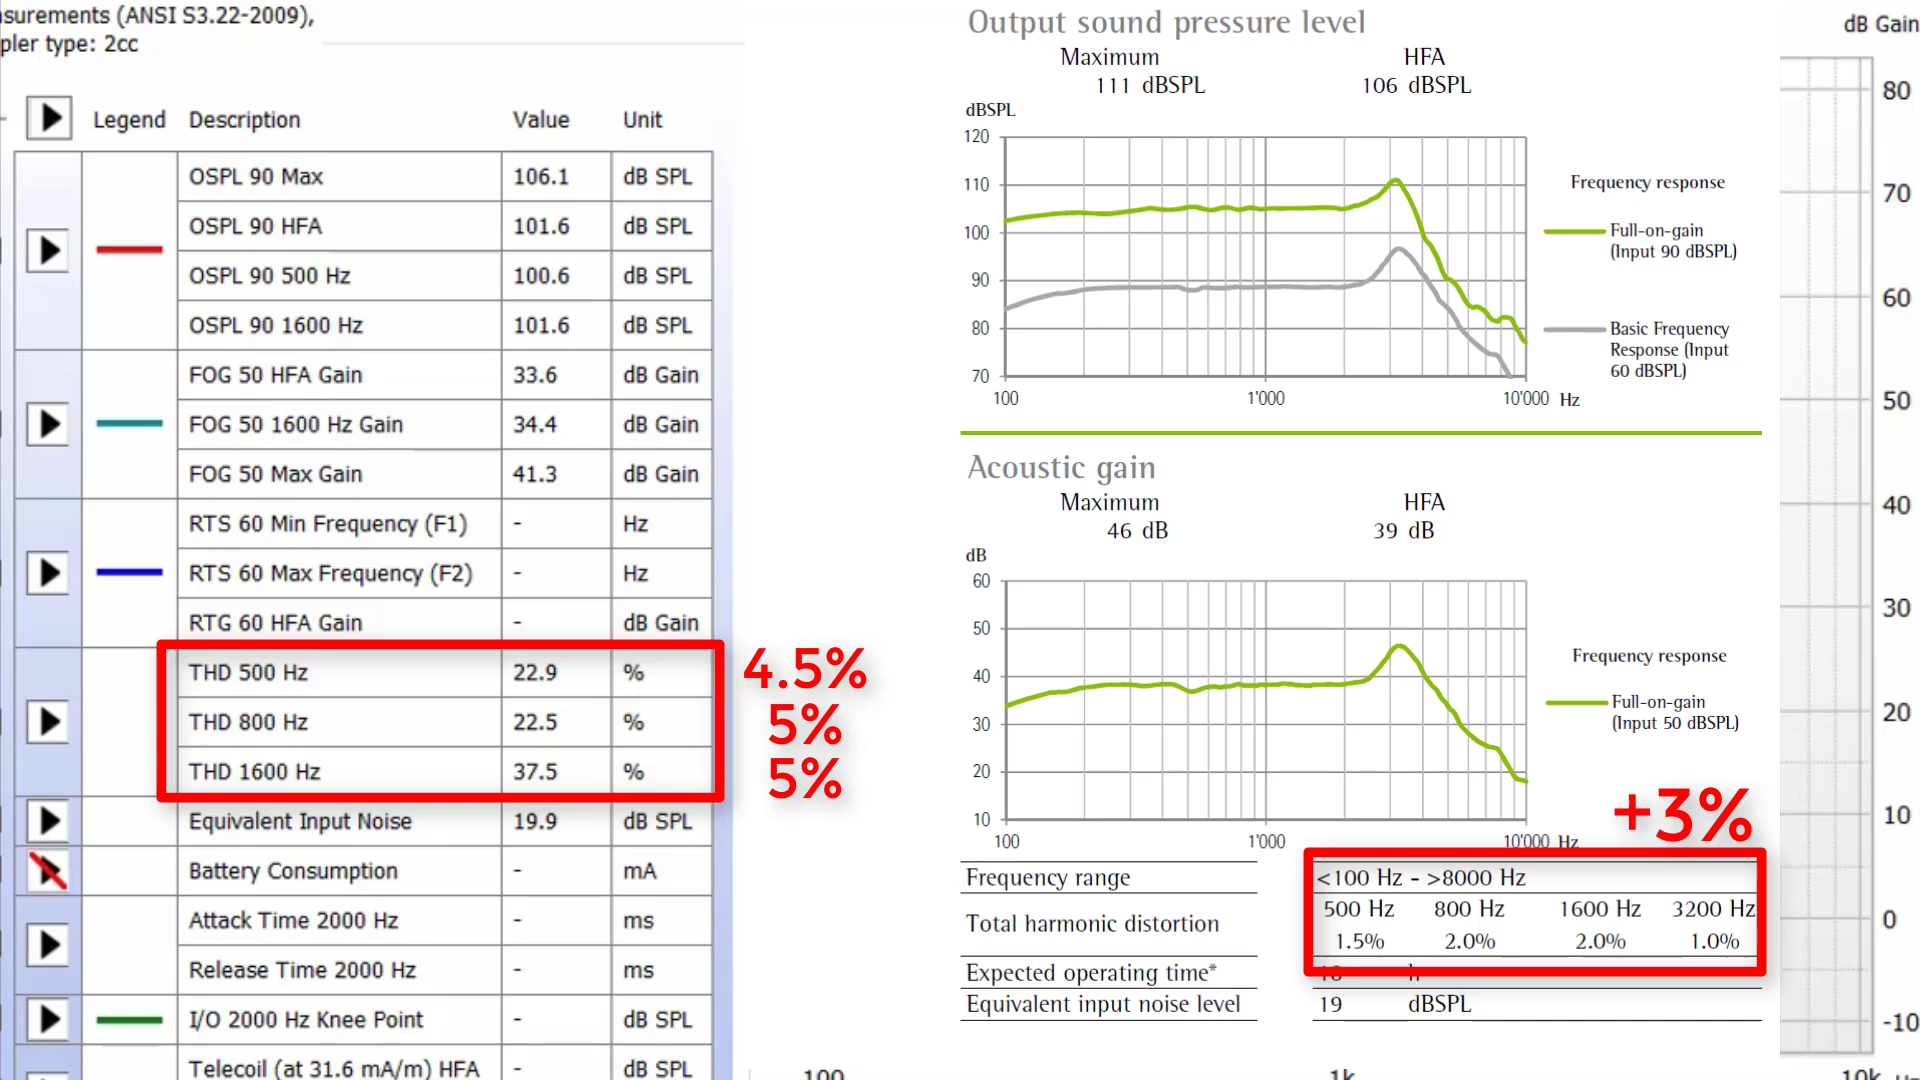 surements (ANSI S3.22-2009),
pler type: 2cc
Legend Description Value Unit
OSPL 90 Max 106.1 dB SPL
OSPL 90 HFA 101.6 dB SPL
OSPL 90 500 Hz 100.6 dB SPL
OSPL 90 1600 Hz 101.6 dB SPL
FOG 50 HFA Gain 33.6 dB Gain
FOG 50 1600 Hz Gain 34.4 dB Gain
FOG 50 Max Gain 41.3 dB Gain
RTS 60 Min Frequency (F1) - Hz
RTS 60 Max Frequency (F2) - Hz
RTG 60 HFA Gain - dB Gain
THD 500 Hz 22.9 % 4.5%
THD 800 Hz 22.5 % 5%
THD 1600 Hz 37.5 % 5%
Equivalent Input Noise 19.9 dB SPL
Battery Consumption - mA
Attack Time 2000 Hz - ms
Release Time 2000 Hz - ms
I/O 2000 Hz Knee Point - dB SPL
Telecoil (at 31.6 mA/m) HFA - dB SPL
Output sound pressure level
Maximum HFA
111 dBSPL 106 dBSPL
dBSPL
120
110
100
90
80
70
100 1'000 10'000 Hz
Frequency response
Full-on-gain
(Input 90 dBSPL)
Basic Frequency
Response (Input
60 dBSPL)
Acoustic gain
Maximum HFA
46 dB 39 dB
dB
60
50
40
30
20
10
100 1'000 10'000 Hz
Frequency response
Full-on-gain
(Input 50 dBSPL)
+3%
Frequency range <100 Hz - >8000 Hz
500 Hz 800 Hz 1600 Hz 3200 Hz
Total harmonic distortion
1.5% 2.0% 2.0% 1.0%
Expected operating time* h
Equivalent input noise level 19 dBSPL
dB Gain
80
70
60
50
40
30
20
10
0
-10
100 1k 10k Hz